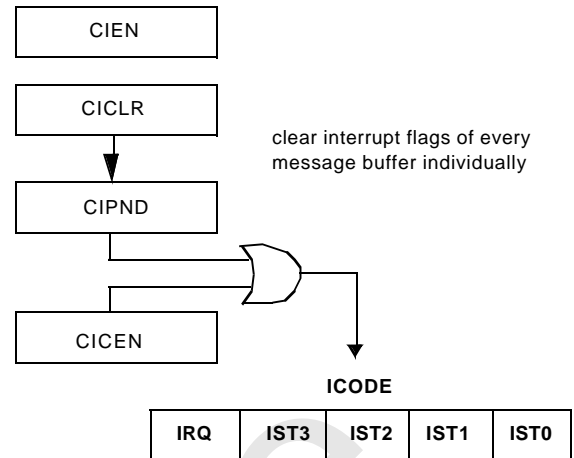 CIEN
CICLR
clear interrupt flags of every
message buffer individually
CIPND
CICEN
ICODE
IRQ IST3 IST2 IST1 IST0